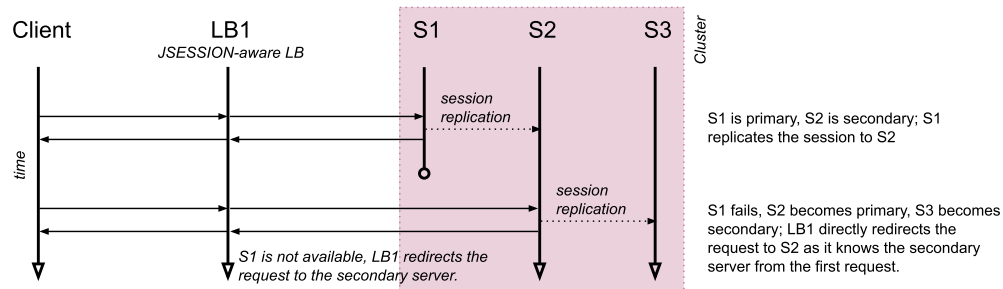 Client
LB1
S1
S2
S3
JSESSION-aware LB
Cluster
session
replication
S1 is primary, S2 is secondary; S1
replicates the session to S2
time
session
replication
S1 fails, S2 becomes primary, S3 becomes
secondary; LB1 directly redirects the
request to S2 as it knows the secondary
server from the first request.
S1 is not available, LB1 redirects the
request to the secondary server.